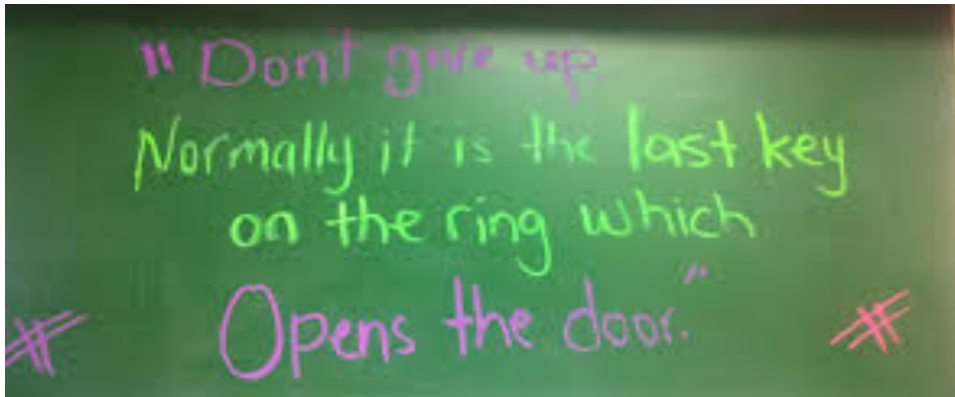 "Don't give up.
Normally it is the last key
on the ring which
Opens the door."